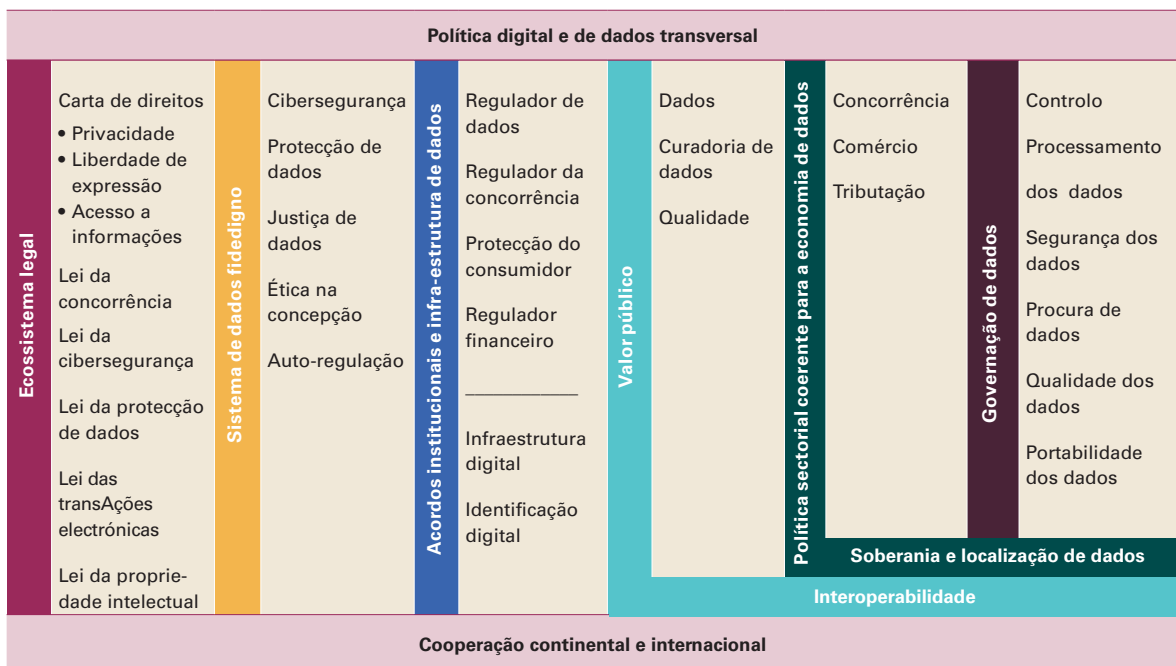 Política digital e de dados transversal
Ecossistema legal
Carta de direitos
• Privacidade
• Liberdade de
expressão
• Acesso a
informações
Lei da
concorrência
Lei da
cibersegurança
Lei da protecção
de dados
Lei das
transAções
electrónicas
Lei da proprie-
dade intelectual
Sistema de dados fidedigno
Cibersegurança
Protecção de
dados
Justiça de
dados
Ética na
concepção
Auto-regulação
Acordos institucionais e infra-estrutura de dados
Regulador de
dados
Regulador da
concorrência
Protecção do
consumidor
Regulador
financeiro
____________
Infraestrutura
digital
Identificação
digital
Valor público
Dados
Curadoria de
dados
Qualidade
Política sectorial coerente para a economia de dados
Concorrência
Comércio
Tributação
Governação de dados
Controlo
Processamento
dos dados
Segurança dos
dados
Procura de
dados
Qualidade dos
dados
Portabilidade
dos dados
Soberania e localização de dados
Interoperabilidade
Cooperação continental e internacional